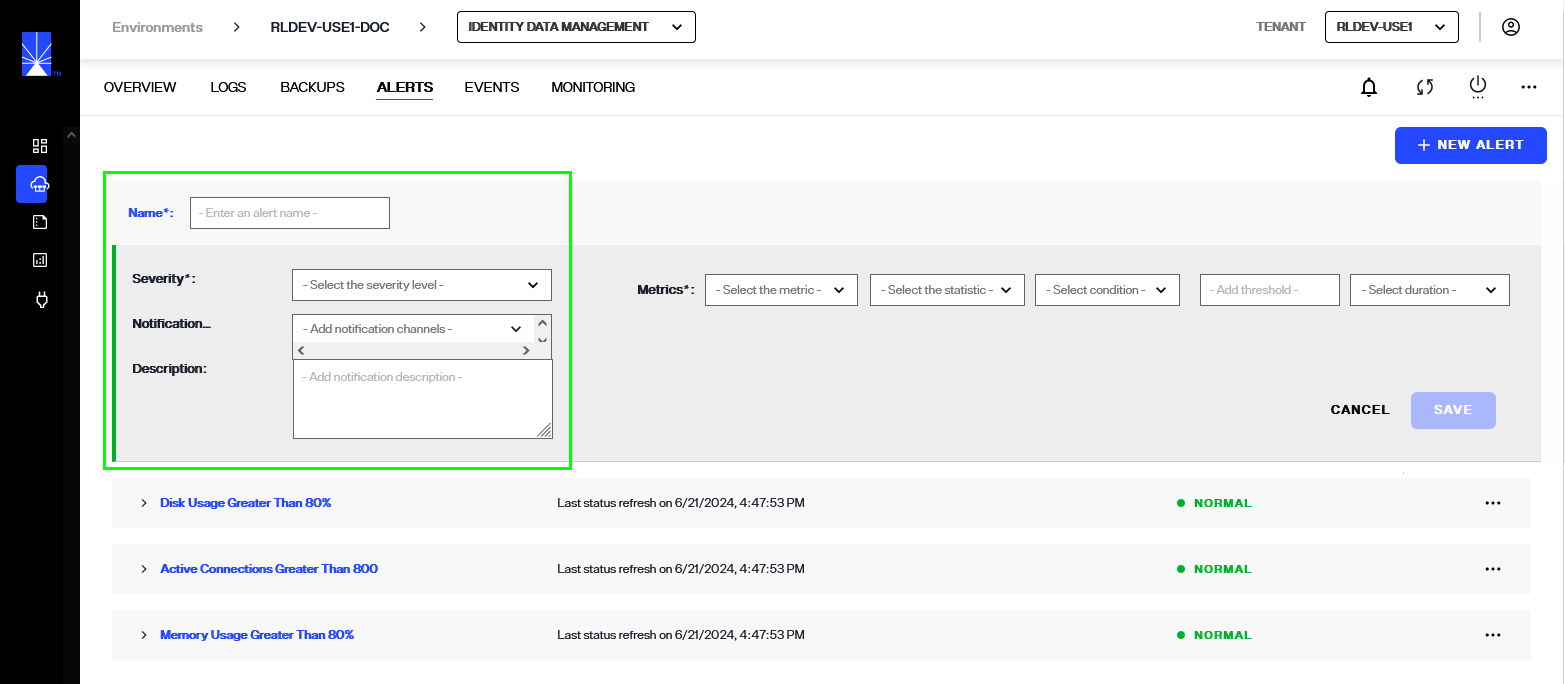 Environments > RLDEV-USE1-DOC > IDENTITY DATA MANAGEMENT TENANT RLDEV-USE1
TM
OVERVIEW LOGS BACKUPS ALERTS EVENTS MONITORING
+ NEW ALERT
Name*: - Enter an alert name -
Severity*: - Select the severity level -
Metrics*: - Select the metric - - Select the statistic - - Select condition - - Add threshold - - Select duration -
Notification... - Add notification channels -
Description: - Add notification description -
CANCEL SAVE
Disk Usage Greater Than 80% Last status refresh on 6/21/2024, 4:47:53 PM NORMAL
Active Connections Greater Than 800 Last status refresh on 6/21/2024, 4:47:53 PM NORMAL
Memory Usage Greater Than 80% Last status refresh on 6/21/2024, 4:47:53 PM NORMAL